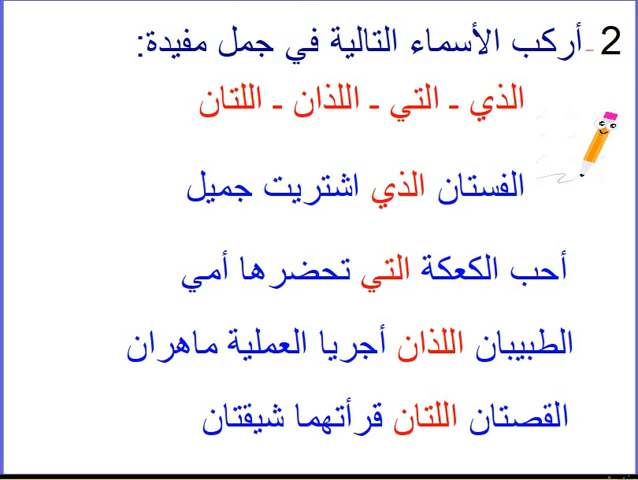 2 - أركب الأسماء التالية في جمل مفيدة:
الذي - التي - اللذان - اللتان
الفستان الذي اشتريت جميل
أحب الكعكة التي تحضرها أمي
الطبيبان اللذان أجريا العملية ماهران
القصتان اللتان قرأتهما شيقتان